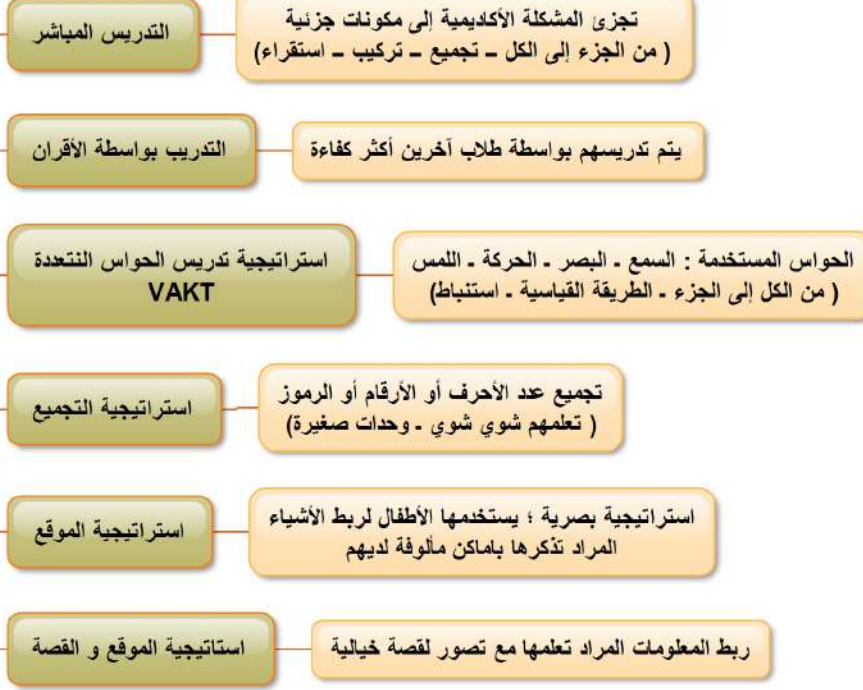 التدريس المباشر
تجزئ المشكلة الأكاديمية إلى مكونات جزئية
( من الجزء إلى الكل – تجميع – تركيب – استقراء)
التدريب بواسطة الأقران
يتم تدريسهم بواسطة طلاب آخرين أكثر كفاءة
استراتيجية تدريس الحواس النتعددة
VAKT
الحواس المستخدمة : السمع - البصر - الحركة - اللمس
( من الكل إلى الجزء - الطريقة القياسية - استنباط)
استراتيجية التجميع
تجميع عدد الأحرف أو الأرقام أو الرموز
( تعلمهم شوي شوي - وحدات صغيرة)
استراتيجية الموقع
استراتيجية بصرية ؛ يستخدمها الأطفال لربط الأشياء
المراد تذكرها باماكن مألوفة لديهم
استاتيجية الموقع و القصة
ربط المعلومات المراد تعلمها مع تصور لقصة خيالية